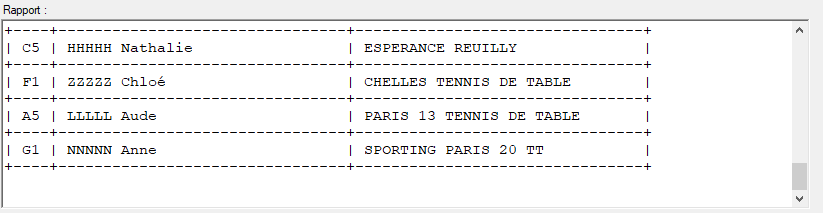 Rapport :
+----+--------------------------------+--------------------------------+
| C5 | HHHHH Nathalie                 | ESPERANCE REUILLY              |
+----+--------------------------------+--------------------------------+
| F1 | ZZZZZ Chloé                    | CHELLES TENNIS DE TABLE        |
+----+--------------------------------+--------------------------------+
| A5 | LLLLL Aude                     | PARIS 13 TENNIS DE TABLE       |
+----+--------------------------------+--------------------------------+
| G1 | NNNNN Anne                     | SPORTING PARIS 20 TT           |
+----+--------------------------------+--------------------------------+